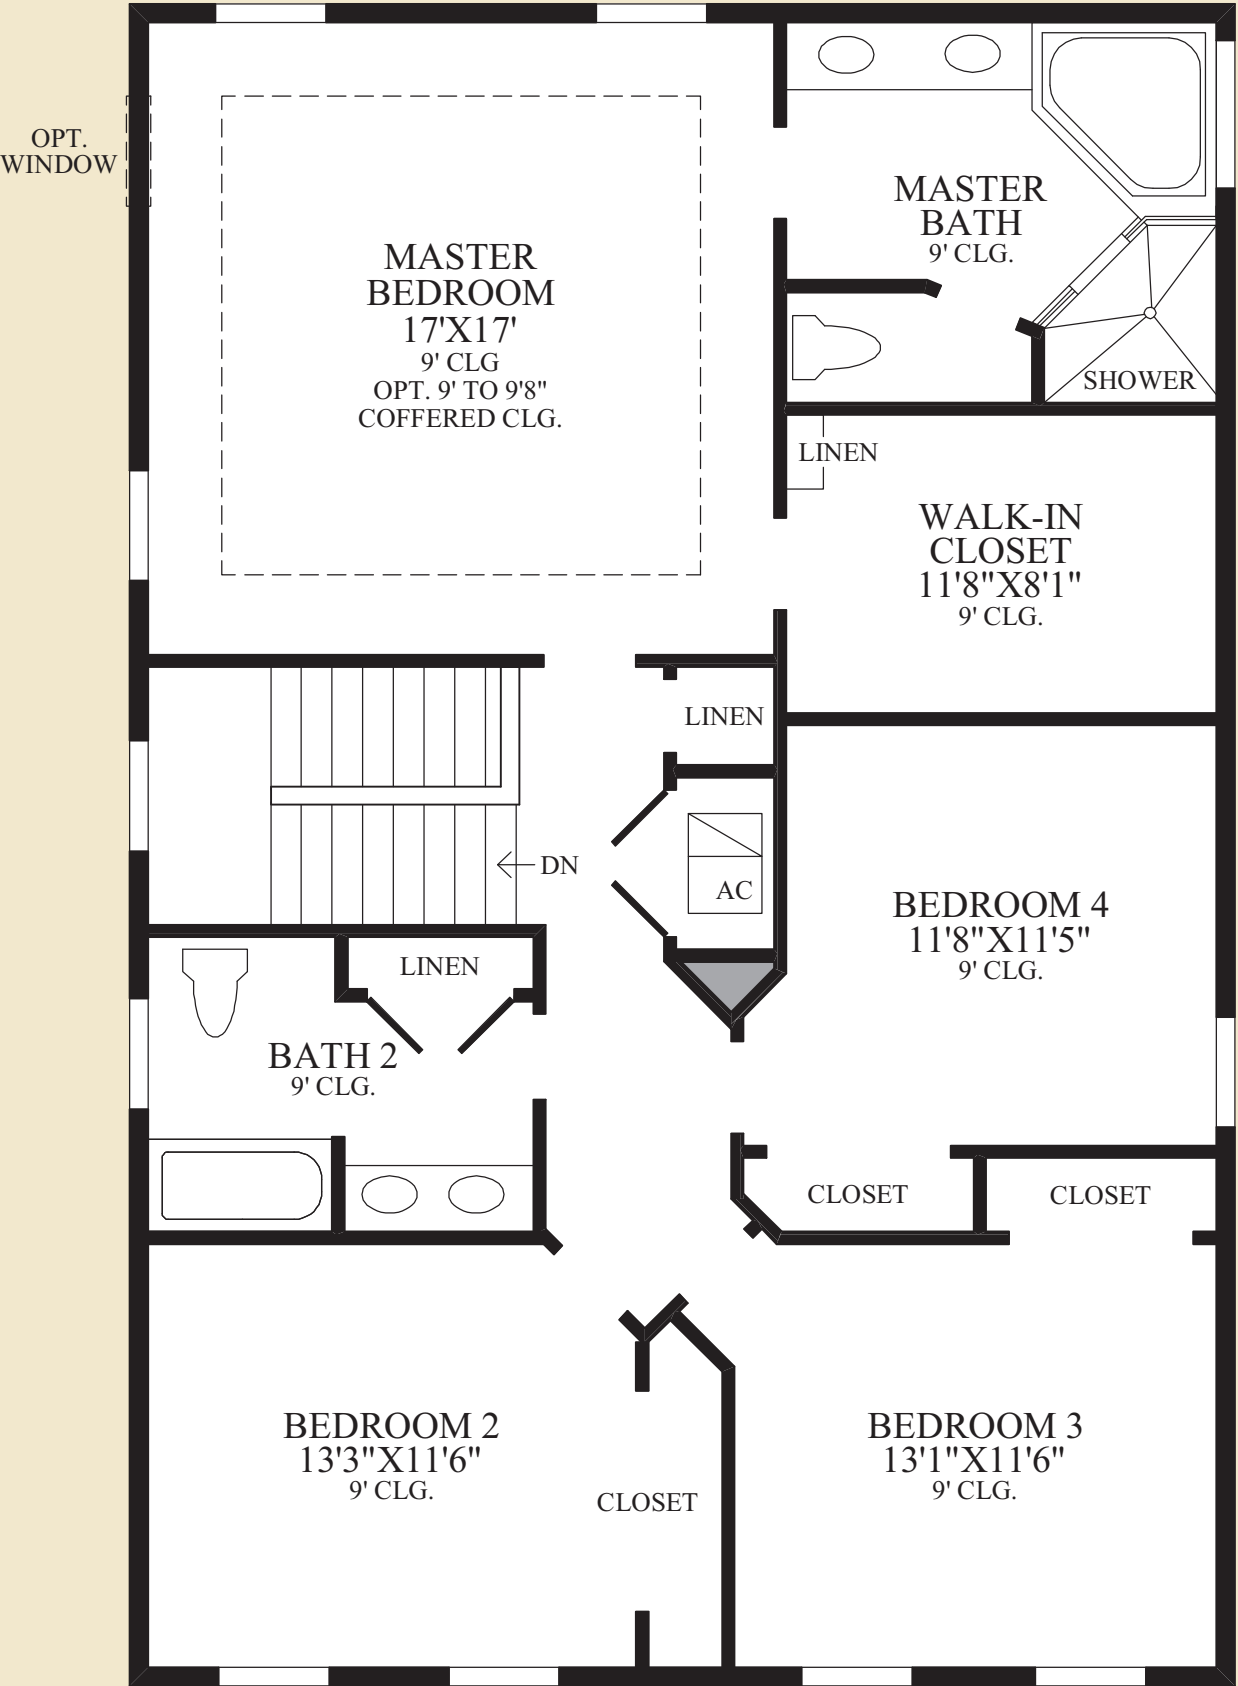 OPT.
WINDOW
MASTER
BEDROOM
17'X17'
9' CLG
OPT. 9' TO 9'8"
COFFERED CLG.
MASTER
BATH
9' CLG.
SHOWER
LINEN
WALK-IN
CLOSET
11'8"X8'1"
9' CLG.
LINEN
DN
AC
BEDROOM 4
11'8"X11'5"
9' CLG.
LINEN
BATH 2
9' CLG.
CLOSET
CLOSET
BEDROOM 2
13'3"X11'6"
9' CLG.
CLOSET
BEDROOM 3
13'1"X11'6"
9' CLG.